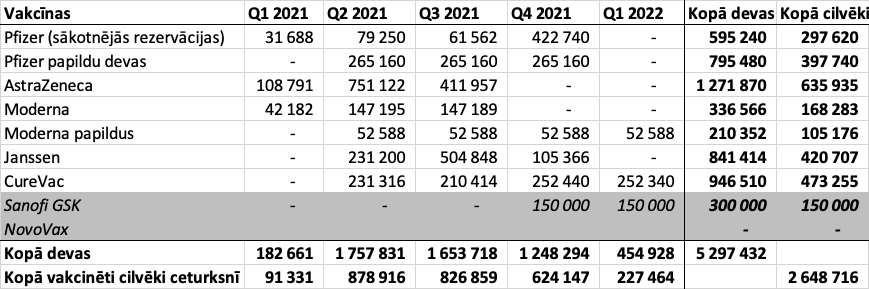 Vakcīnas Q1 2021 Q2 2021 Q3 2021 Q4 2021 Q1 2022 Kopā devas Kopā cilvēki
Pfizer (sākotnējās rezervācijas) 31 688 79 250 61 562 422 740 - 595 240 297 620
Pfizer papildu devas - 265 160 265 160 265 160 - 795 480 397 740
AstraZeneca 108 791 751 122 411 957 - - 1 271 870 635 935
Moderna 42 182 147 195 147 189 - - 336 566 168 283
Moderna papildus - 52 588 52 588 52 588 52 588 210 352 105 176
Janssen - 231 200 504 848 105 366 - 841 414 420 707
CureVac - 231 316 210 414 252 440 252 340 946 510 473 255
Sanofi GSK - - - 150 000 150 000 300 000 150 000
NovoVax - -
Kopā devas 182 661 1 757 831 1 653 718 1 248 294 454 928 5 297 432
Kopā vakcinēti cilvēki ceturksnī 91 331 878 916 826 859 624 147 227 464 2 648 716